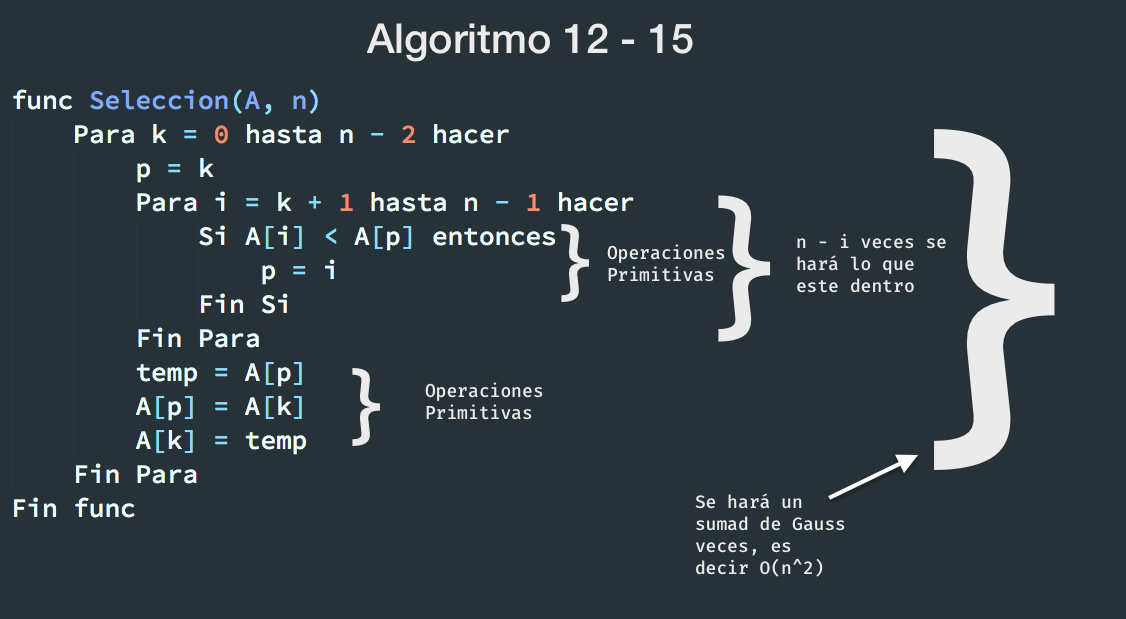 Algoritmo 12 - 15
func Seleccion(A, n)
Para k = 0 hasta n - 2 hacer
p = k
Para i = k + 1 hasta n - 1 hacer
Si A[i] < A[p] entonces
p = i
Fin Si
Fin Para
temp = A[p]
A[p] = A[k]
A[k] = temp
Fin Para
Fin func
Operaciones
Primitivas
n - i veces se
hará lo que
este dentro
Operaciones
Primitivas
Se hará un
sumad de Gauss
veces, es
decir O(n^2)